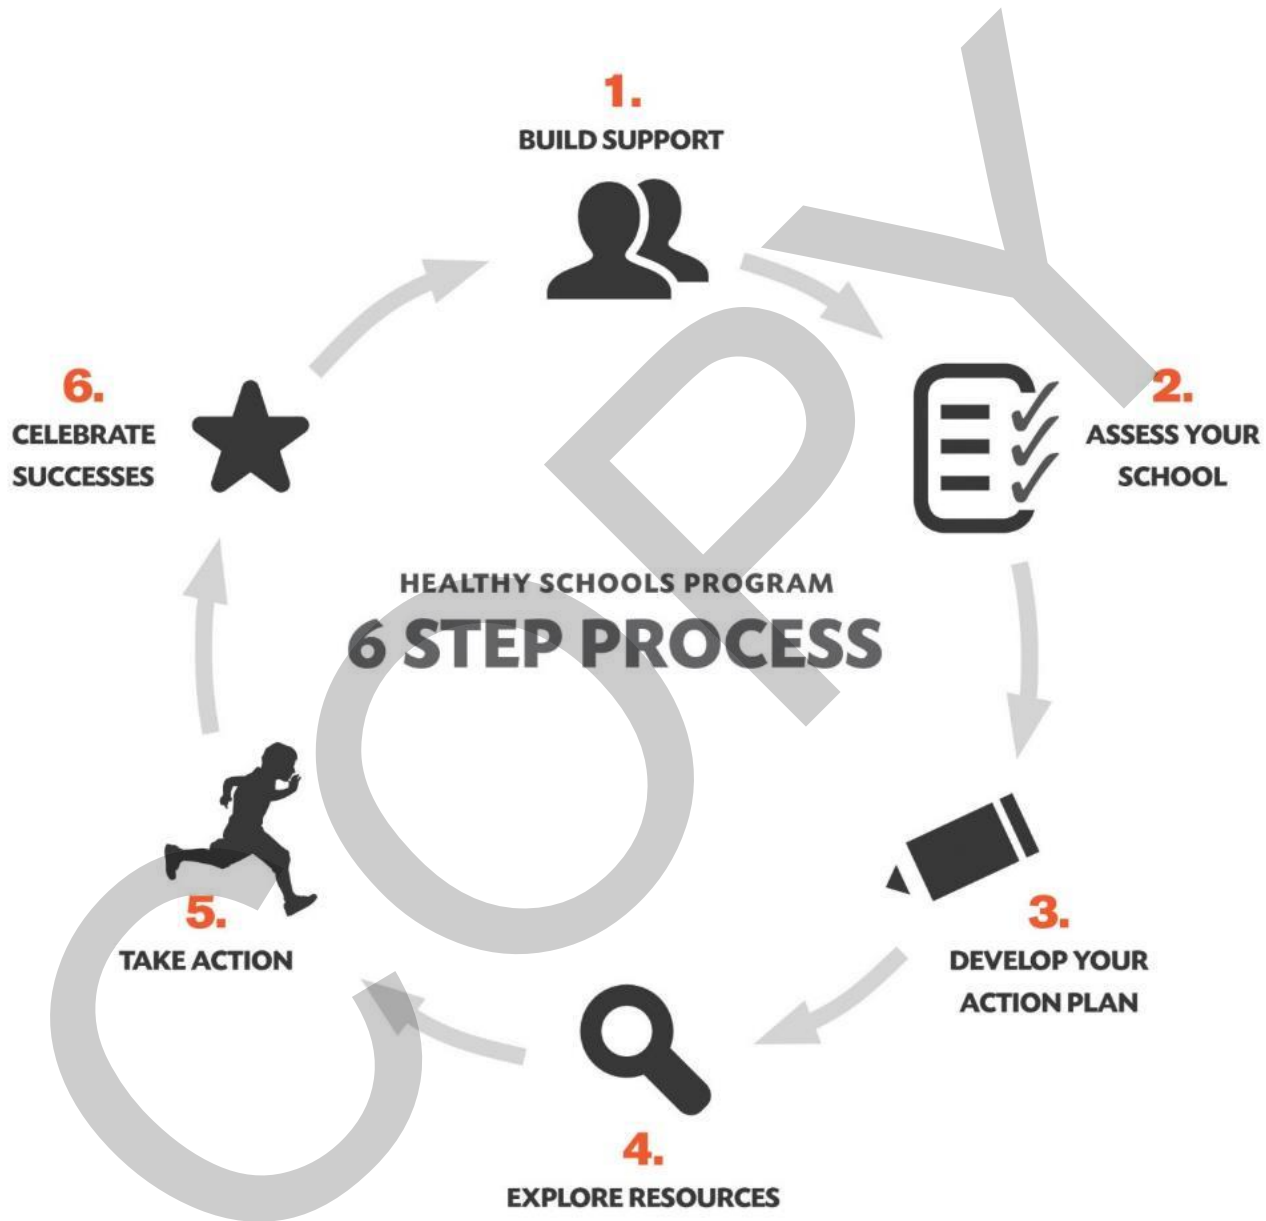 1.
BUILD SUPPORT
2.
ASSESS YOUR
SCHOOL
3.
DEVELOP YOUR
ACTION PLAN
4.
EXPLORE RESOURCES
5.
TAKE ACTION
6.
CELEBRATE
SUCCESSES
HEALTHY SCHOOLS PROGRAM
6 STEP PROCESS
COPY